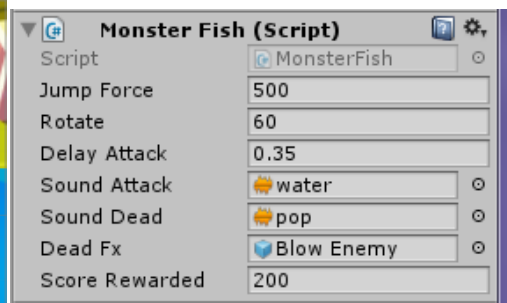 Monster Fish (Script)
Script MonsterFish
Jump Force 500
Rotate 60
Delay Attack 0.35
Sound Attack water
Sound Dead pop
Dead Fx Blow Enemy
Score Rewarded 200